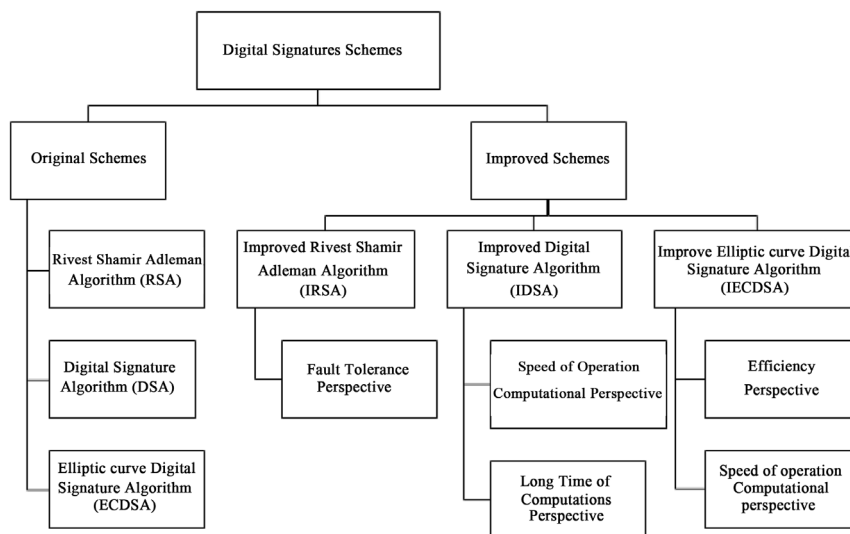 Digital Signatures Schemes
Original Schemes
Improved Schemes
Rivest Shamir Adleman
Algorithm (RSA)
Digital Signature
Algorithm (DSA)
Elliptic curve Digital
Signature Algorithm
(ECDSA)
Improved Rivest Shamir
Adleman Algorithm
(IRSA)
Fault Tolerance
Perspective
Improved Digital
Signature Algorithm
(IDSA)
Speed of Operation
Computational Perspective
Long Time of
Computations
Perspective
Improve Elliptic curve Digital
Signature Algorithm
(IECDSA)
Efficiency
Perspective
Speed of operation
Computational
perspective